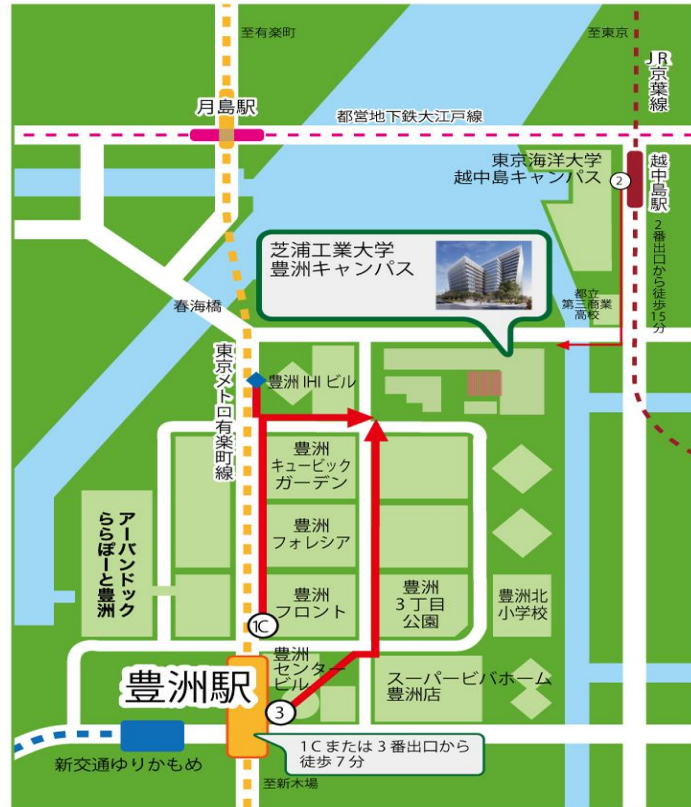 至有楽町
至東京
JR京葉線
月島駅
都営地下鉄大江戸線
東京海洋大学
越中島キャンパス
2
越中島駅
2番出口から徒歩15分
芝浦工業大学
豊洲キャンパス
都立
第三商業
高校
春海橋
東京メトロ有楽町線
豊洲IHIビル
豊洲
キュービック
ガーデン
アーバンドック
ららぽーと豊洲
豊洲
フォレシア
豊洲
フロント
豊洲
3丁目
公園
豊洲北
小学校
1C
豊洲
センター
ビル
豊洲駅
3
スーパービバホーム
豊洲店
1Cまたは3番出口から
徒歩7分
新交通ゆりかもめ
至新木場